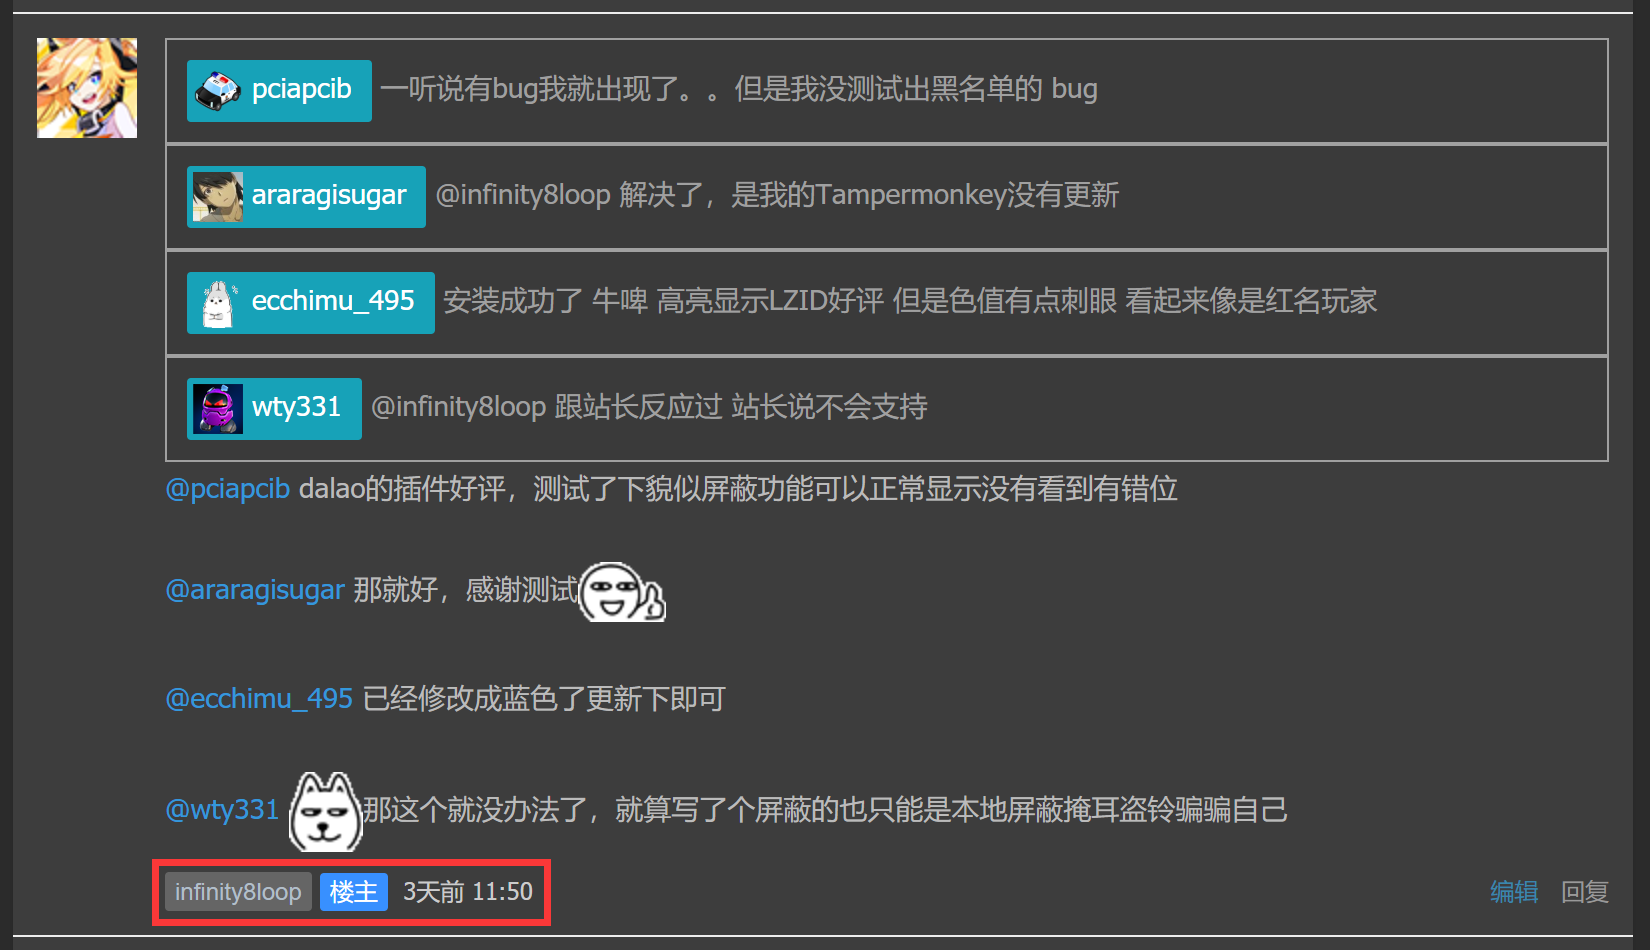 pciapcib 一听说有bug我就出现了。。但是我没测试出黑名单的 bug
araragisugar @infinity8loop 解决了，是我的Tampermonkey没有更新
ecchimu_495 安装成功了 牛啤 高亮显示LZID好评 但是色值有点刺眼 看起来像是红名玩家
wty331 @infinity8loop 跟站长反应过 站长说不会支持
@pciapcib dalao的插件好评，测试了下貌似屏蔽功能可以正常显示没有看到有错位
@araragisugar 那就好，感谢测试
@ecchimu_495 已经修改成蓝色了更新下即可
@wty331 那这个就没办法了，就算写了个屏蔽的也只能是本地屏蔽掩耳盗铃骗骗自己
infinity8loop 楼主 3天前 11:50 编辑 回复